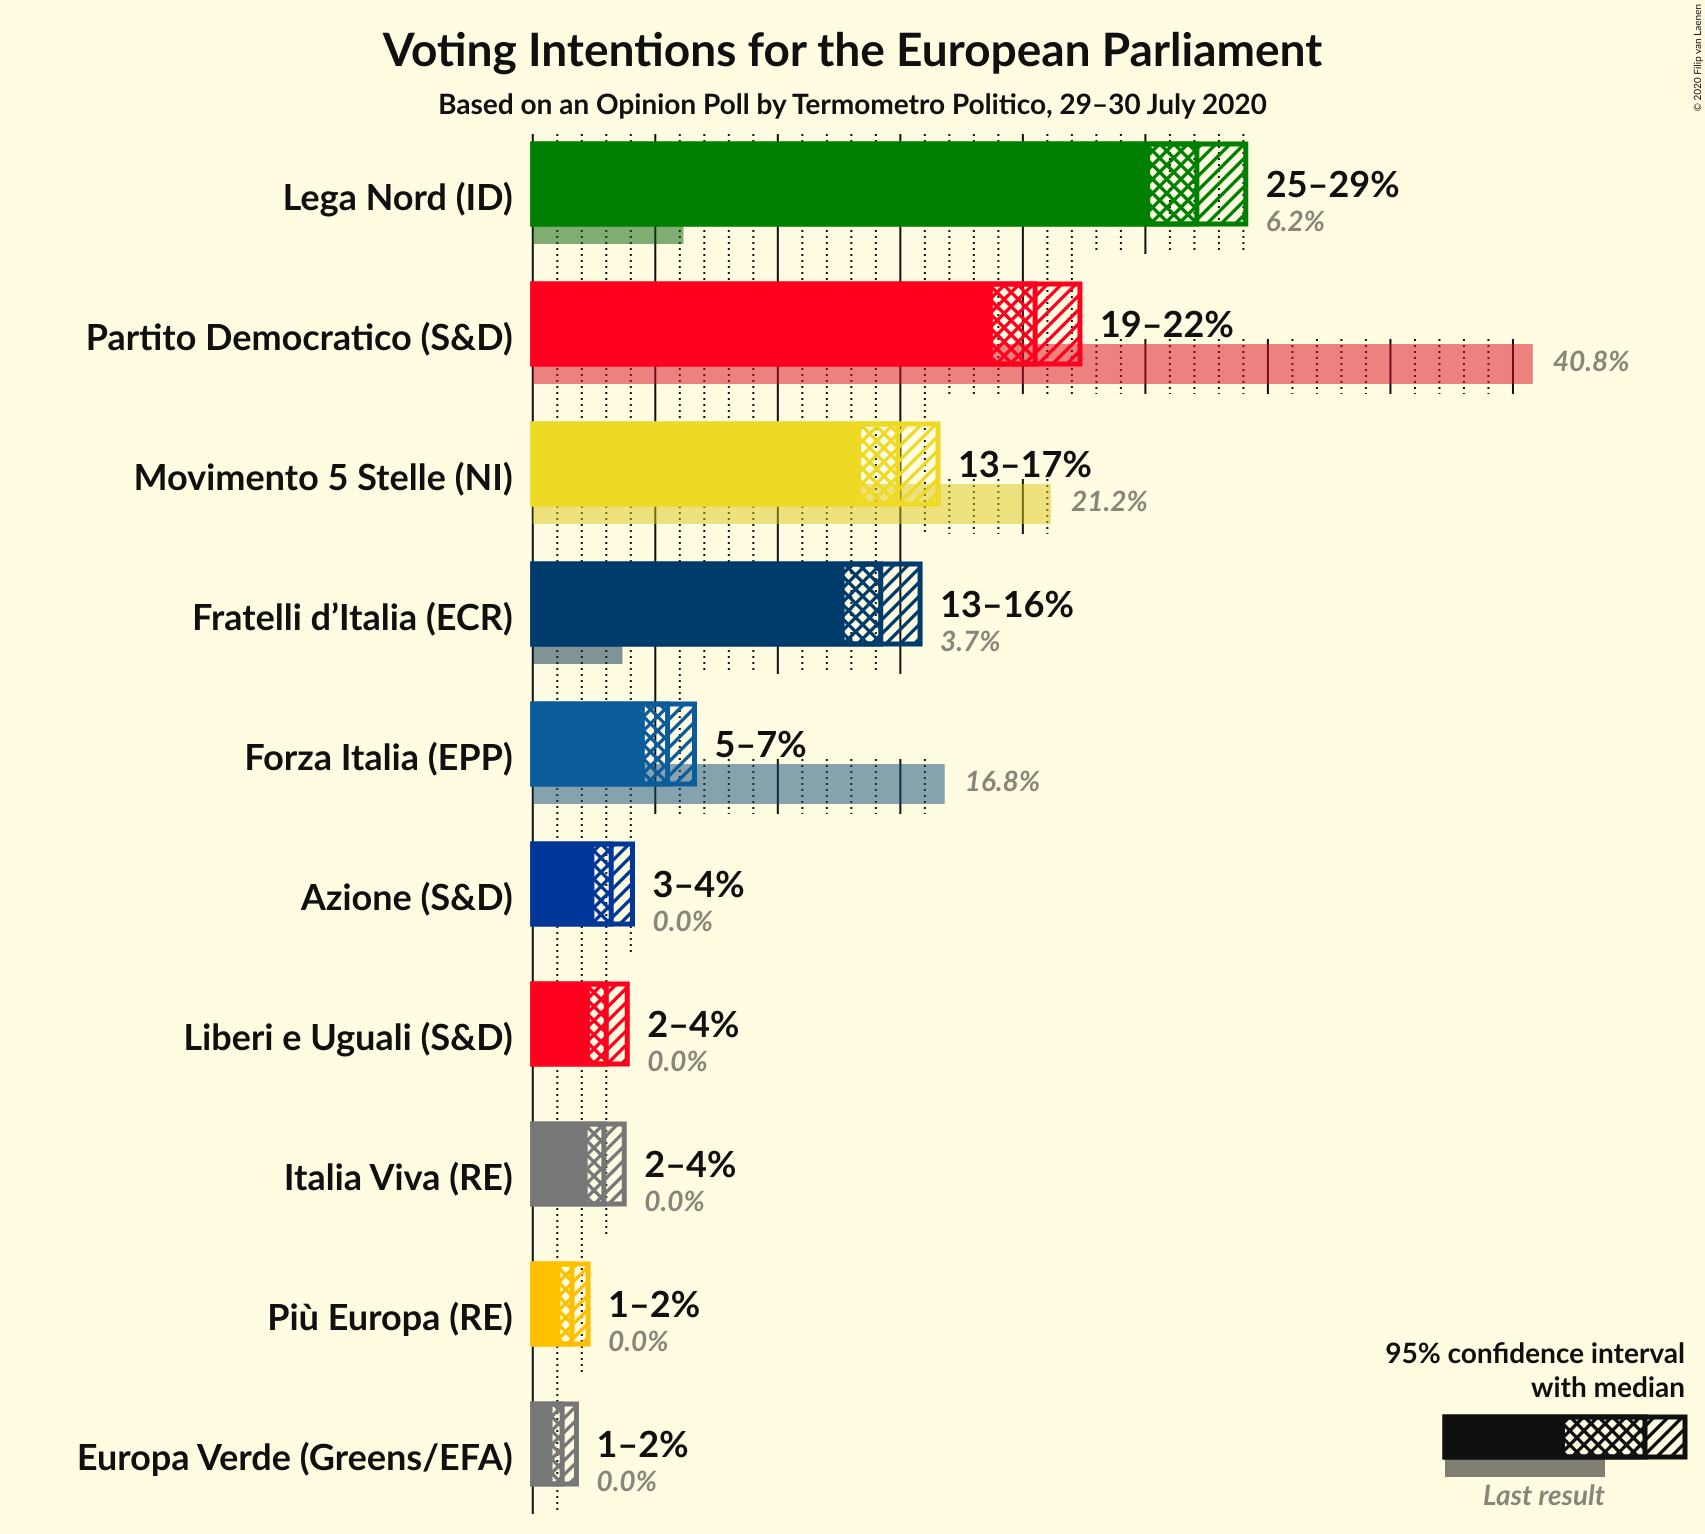 Voting Intentions for the European Parliament
Based on an Opinion Poll by Termometro Politico, 29–30 July 2020
© 2020 Filip van Laenen
Lega Nord (ID)
25–29%
6.2%
Partito Democratico (S&D)
19–22%
40.8%
Movimento 5 Stelle (NI)
13–17%
21.2%
Fratelli d’Italia (ECR)
13–16%
3.7%
Forza Italia (EPP)
5–7%
16.8%
Azione (S&D)
3–4%
0.0%
Liberi e Uguali (S&D)
2–4%
0.0%
Italia Viva (RE)
2–4%
0.0%
Più Europa (RE)
1–2%
0.0%
Europa Verde (Greens/EFA)
1–2%
0.0%
95% confidence interval
with median
Last result